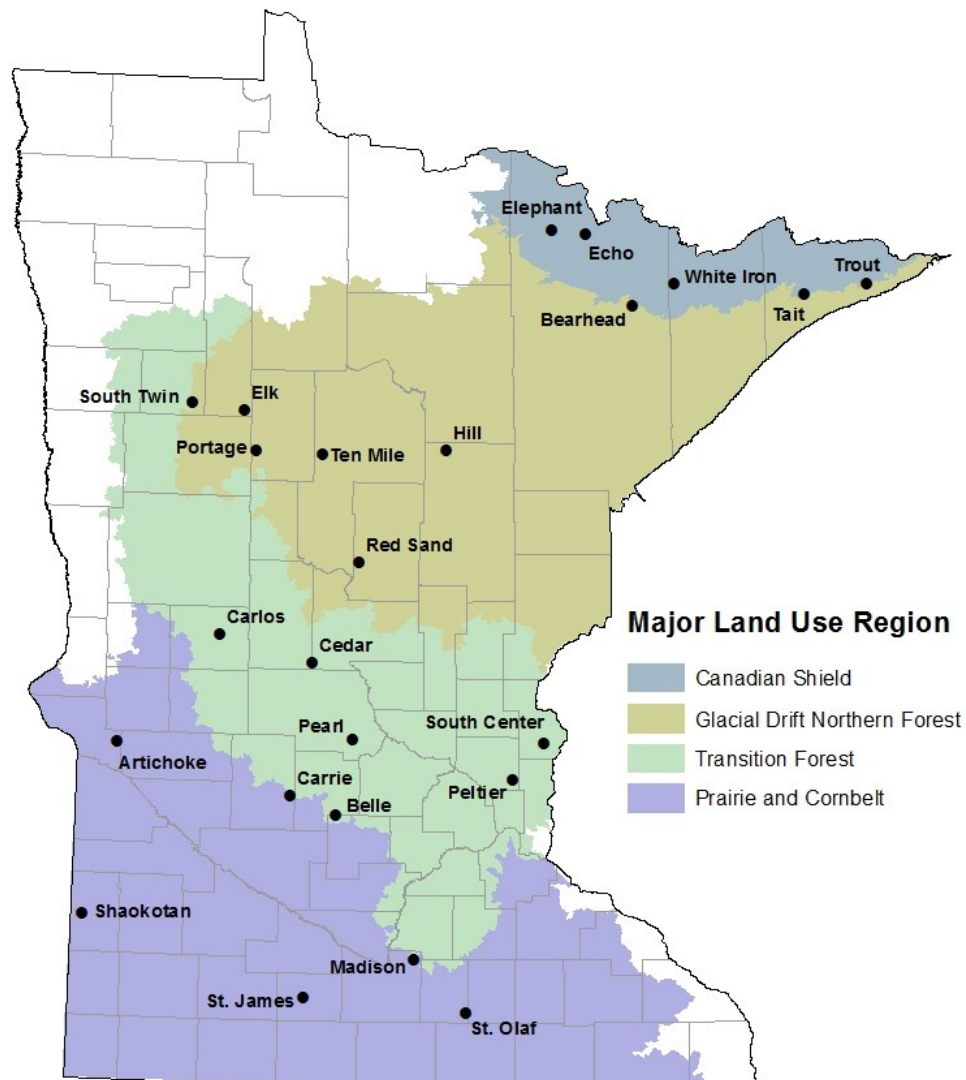 Elephant
Echo
White Iron
Trout
Bearhead
Tait
South Twin
Elk
Portage
Ten Mile
Hill
Red Sand
Carlos
Cedar
Pearl
South Center
Artichoke
Carrie
Belle
Peltier
Shaokotan
Madison
St. James
St. Olaf
Major Land Use Region
Canadian Shield
Glacial Drift Northern Forest
Transition Forest
Prairie and Cornbelt